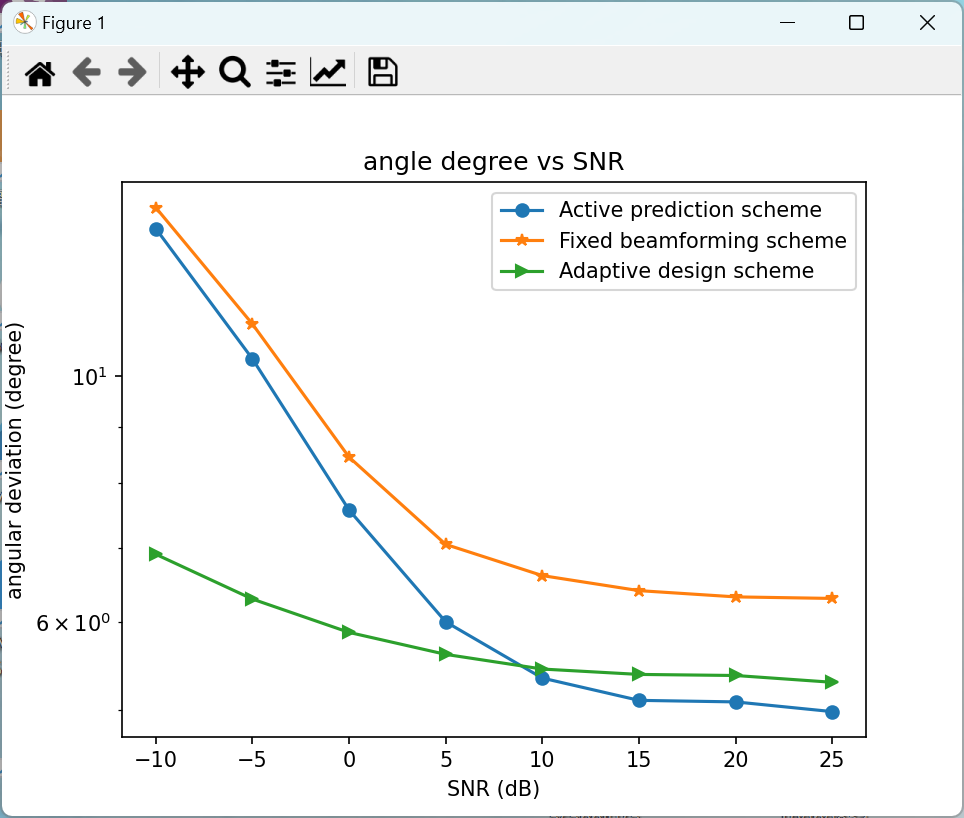 Figure 1
angle degree vs SNR
Active prediction scheme
Fixed beamforming scheme
Adaptive design scheme
angular deviation (degree)
10¹
6 × 10⁰
−10 −5 0 5 10 15 20 25
SNR (dB)